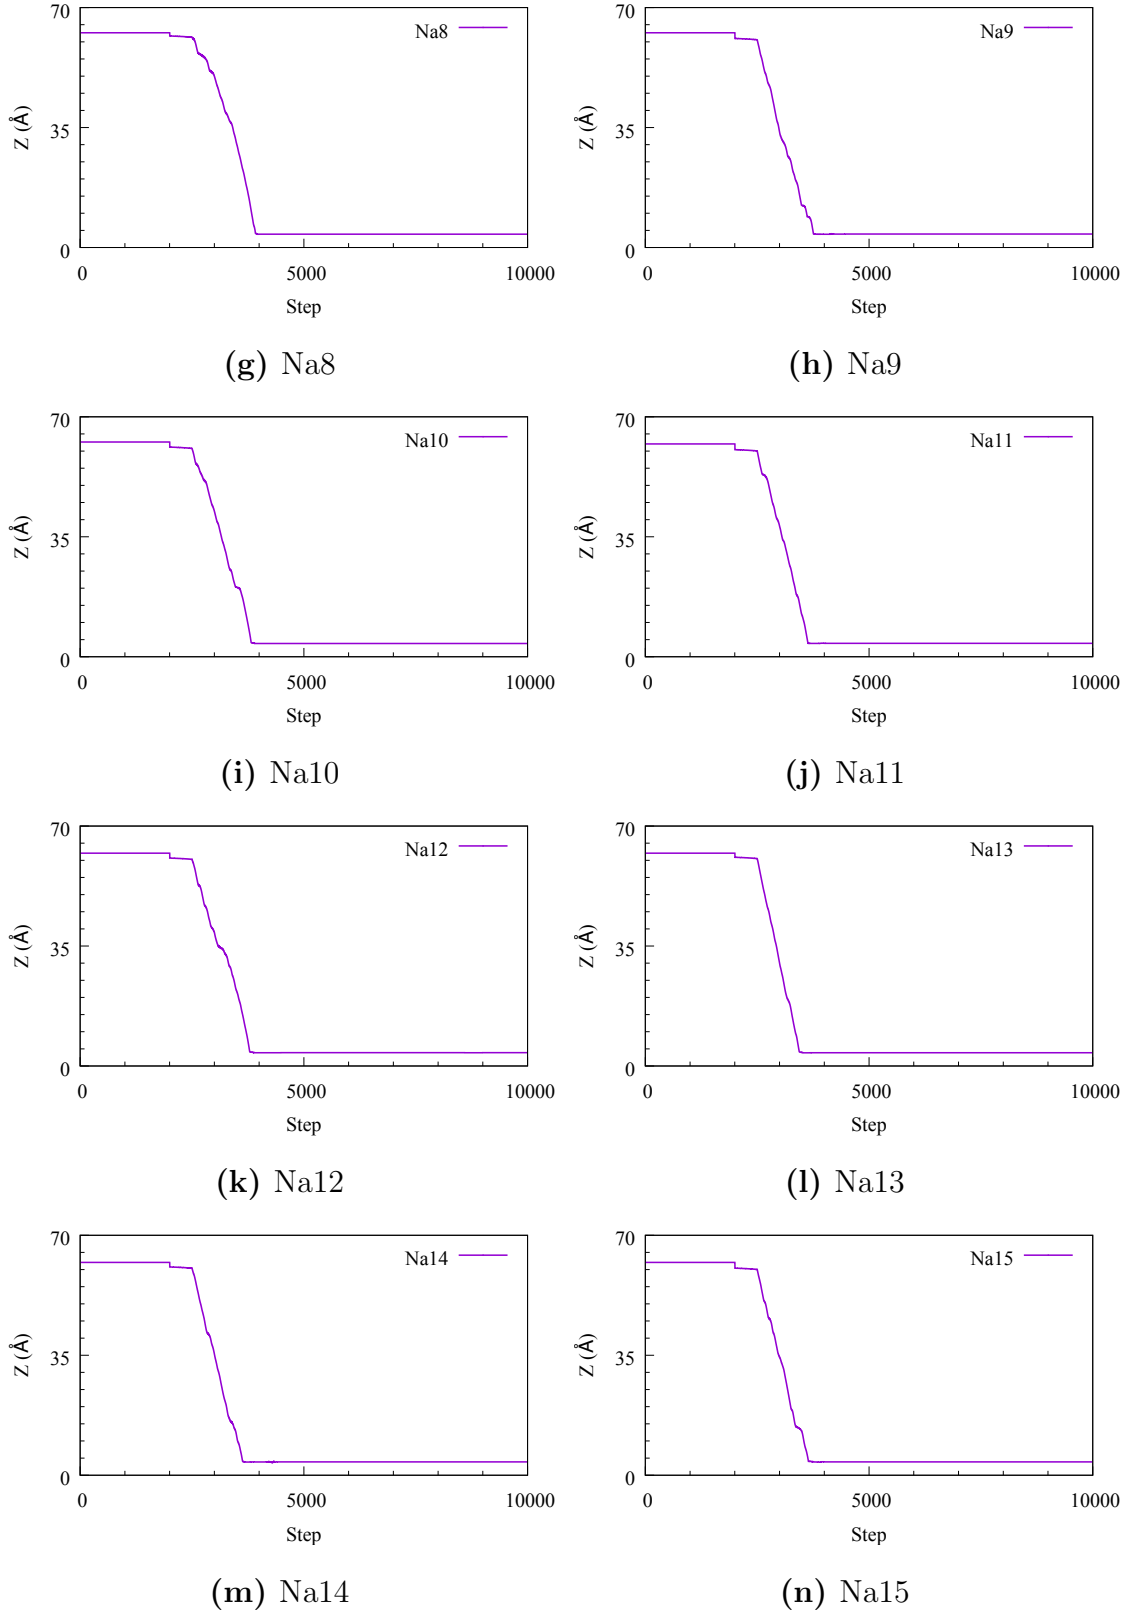 70
Na8
Z (Å)
35
0
0
5000
10000
Step
(g) Na8
70
Na9
Z (Å)
35
0
0
5000
10000
Step
(h) Na9
70
Na10
Z (Å)
35
0
0
5000
10000
Step
(i) Na10
70
Na11
Z (Å)
35
0
0
5000
10000
Step
(j) Na11
70
Na12
Z (Å)
35
0
0
5000
10000
Step
(k) Na12
70
Na13
Z (Å)
35
0
0
5000
10000
Step
(l) Na13
70
Na14
Z (Å)
35
0
0
5000
10000
Step
(m) Na14
70
Na15
Z (Å)
35
0
0
5000
10000
Step
(n) Na15